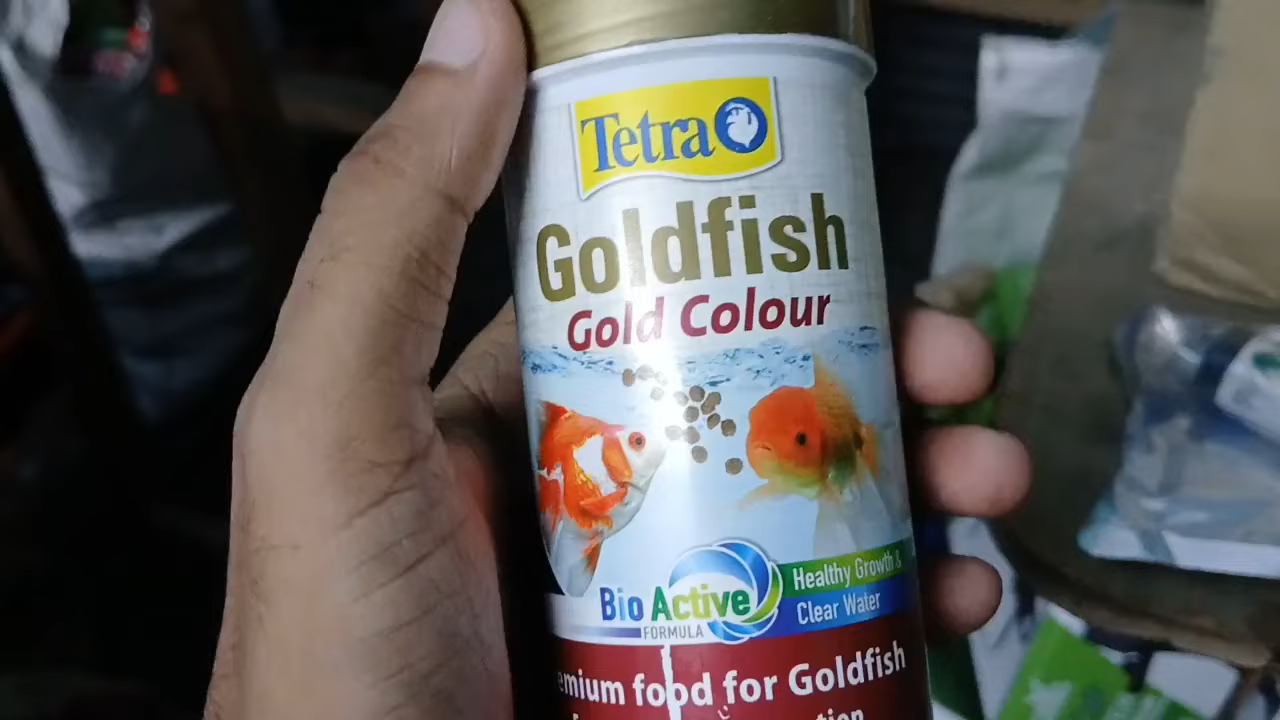 Tetra
Goldfish
Gold Colour
Bio Active
FORMULA
Healthy Growth &
Clear Water
emium food for Goldfish